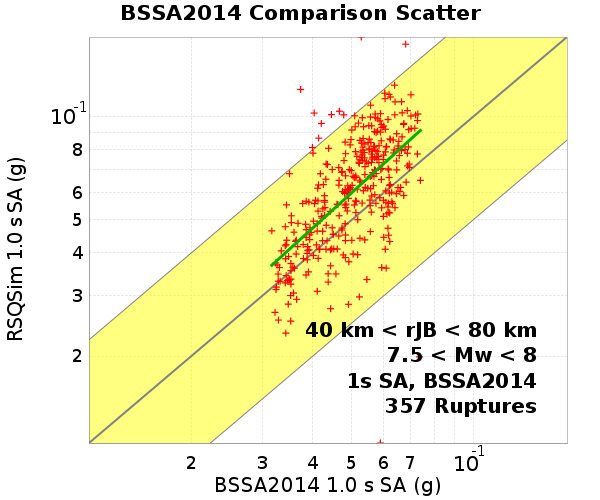 BSSA2014 Comparison Scatter
RSQSim 1.0 s SA (g)
10^-1
8
6
5
4
3
2
40 km < rJB < 80 km
7.5 < Mw < 8
1s SA, BSSA2014
357 Ruptures
2 3 4 5 6 7 10^-1
BSSA2014 1.0 s SA (g)